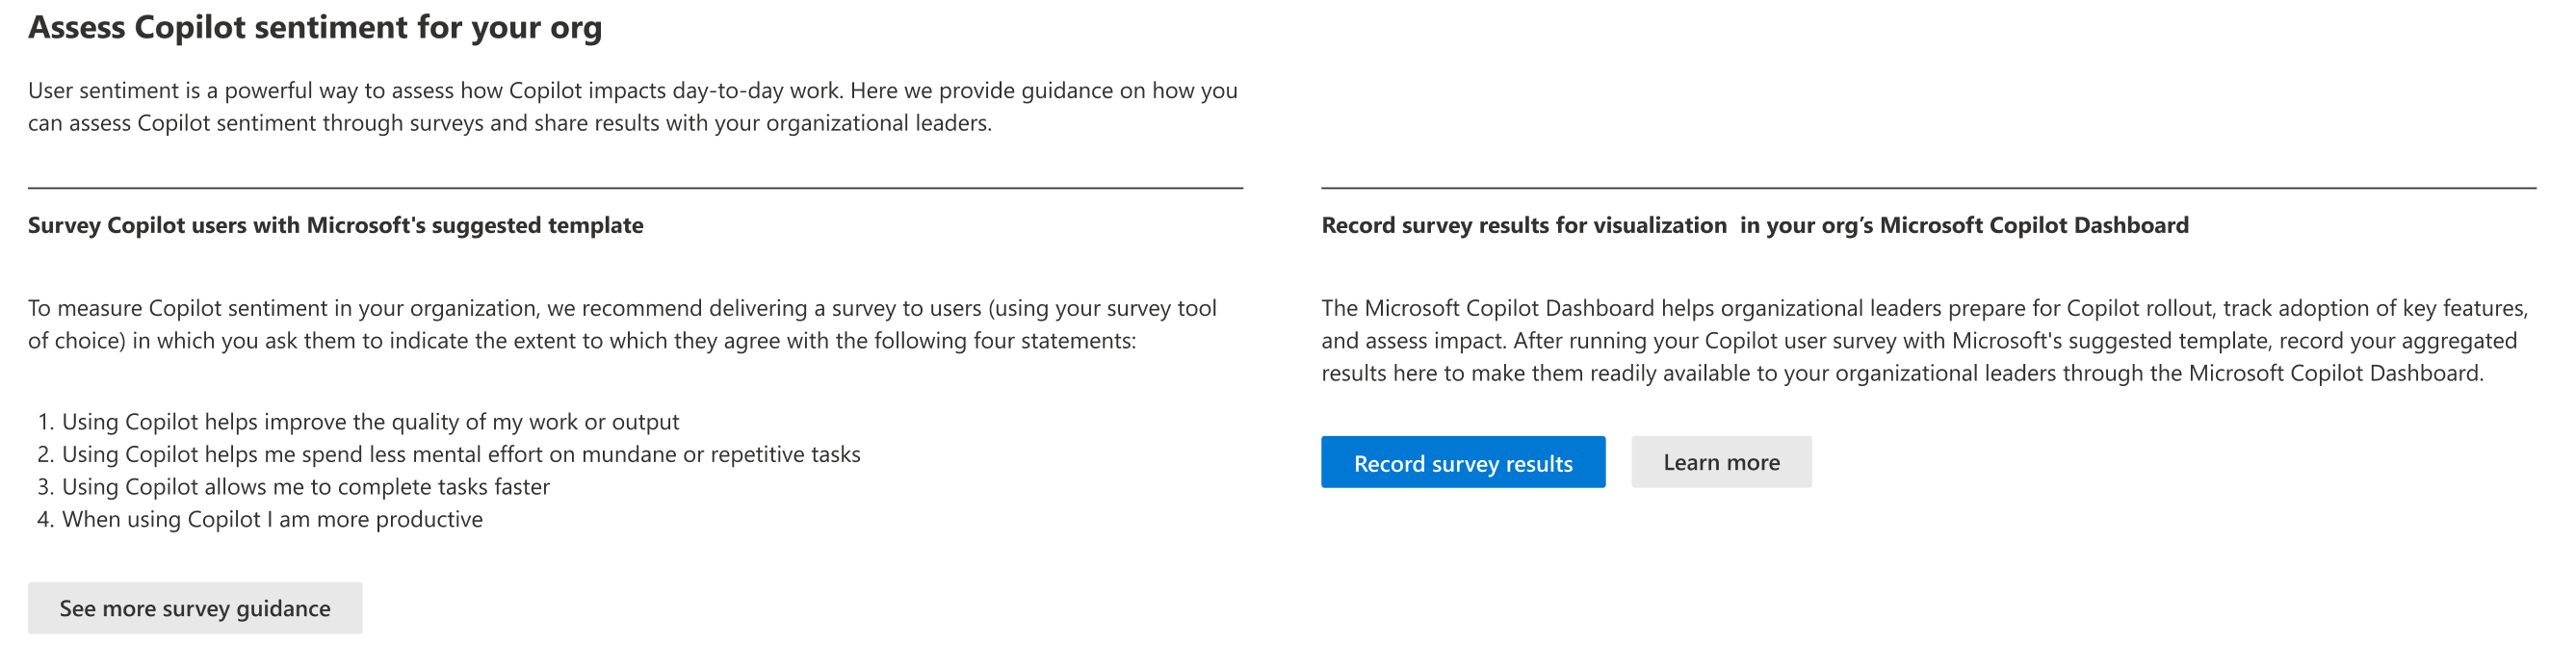 Assess Copilot sentiment for your org
User sentiment is a powerful way to assess how Copilot impacts day-to-day work. Here we provide guidance on how you
can assess Copilot sentiment through surveys and share results with your organizational leaders.
Survey Copilot users with Microsoft's suggested template
To measure Copilot sentiment in your organization, we recommend delivering a survey to users (using your survey tool
of choice) in which you ask them to indicate the extent to which they agree with the following four statements:
1. Using Copilot helps improve the quality of my work or output
2. Using Copilot helps me spend less mental effort on mundane or repetitive tasks
3. Using Copilot allows me to complete tasks faster
4. When using Copilot I am more productive
See more survey guidance
Record survey results for visualization  in your org’s Microsoft Copilot Dashboard
The Microsoft Copilot Dashboard helps organizational leaders prepare for Copilot rollout, track adoption of key features,
and assess impact. After running your Copilot user survey with Microsoft's suggested template, record your aggregated
results here to make them readily available to your organizational leaders through the Microsoft Copilot Dashboard.
Record survey results
Learn more